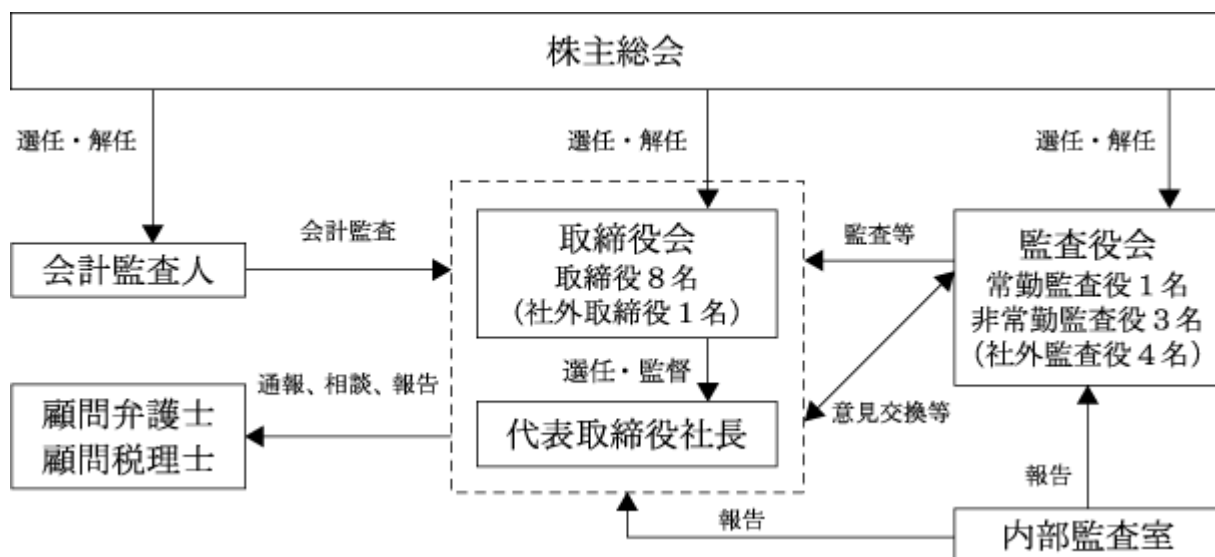 株主総会
選任・解任
選任・解任
選任・解任
会計監査人
会計監査
取締役会
取締役8名
（社外取締役1名）
監査等
監査役会
常勤監査役1名
非常勤監査役3名
（社外監査役4名）
選任・監督
通報、相談、報告
顧問弁護士
顧問税理士
代表取締役社長
意見交換等
報告
報告
内部監査室